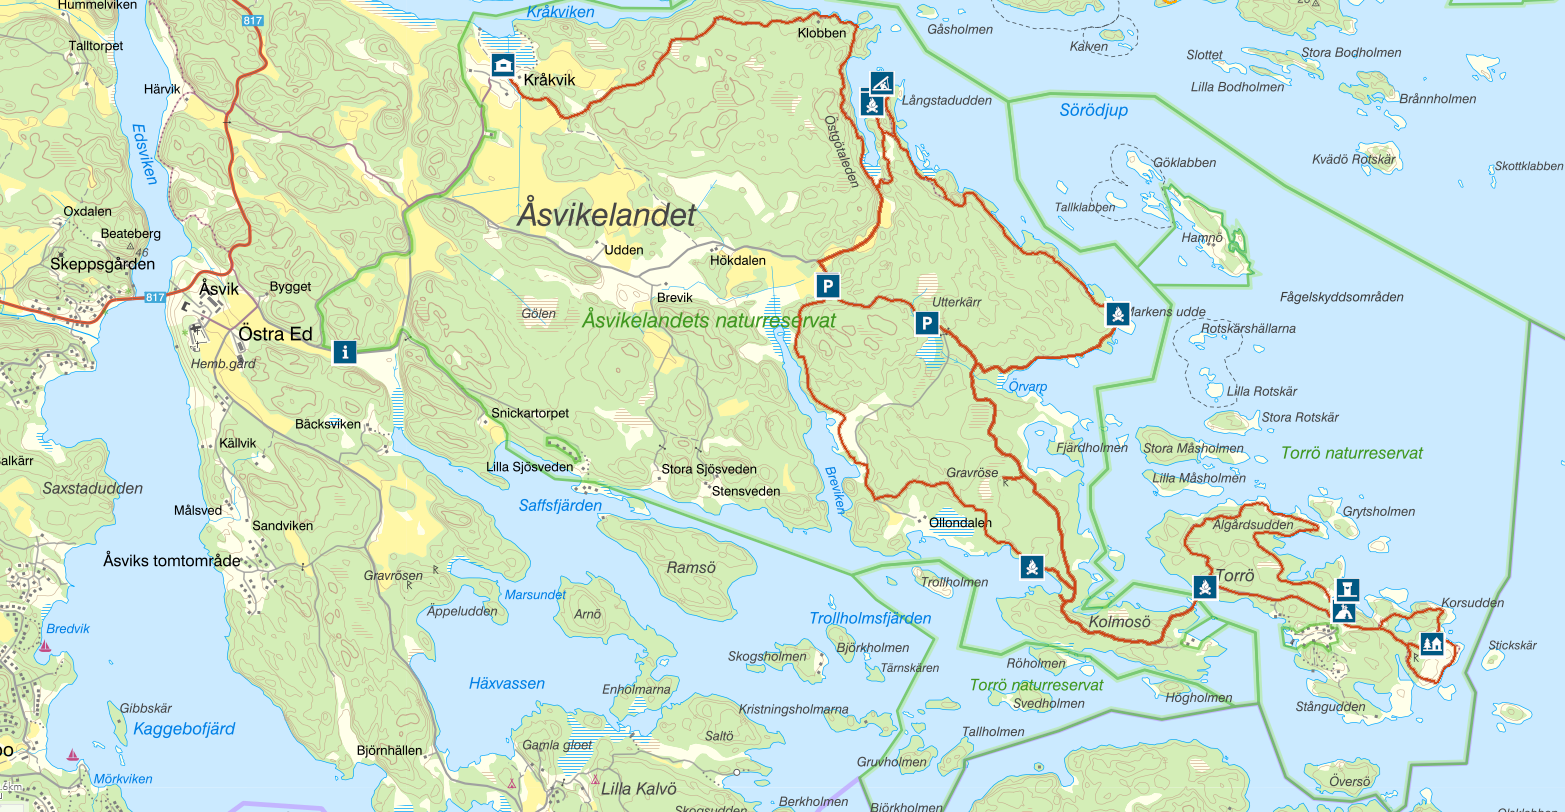 Hummelviken
817
Kråkviken
Klobben
Gåsholmen
Kalven
Slottet
Stora Bodholmen
Talltorpet
Härvik
Kråkvik
Lilla Bodholmen
Brännholmen
Långstadudden
Sörödjup
Edsviken
Östgötaleden
Göklabben
Kvädö Rotskär
Skottklabben
Oxdalen
Beateberg
46
Åsvikelandet
Tallklabben
Hamnö
Skeppsgården
Udden
Hökdalen
Åsvik
Bygget
817
Brevik
P
Fågelskyddsområden
Gölen
Åsvikelandets naturreservat
Utterkärr
P
Markens udde
Rotskärshällarna
Östra Ed
i
Hemb.gård
Örvarp
Lilla Rotskär
Snickartorpet
Stora Rotskär
Bäcksviken
Källvik
Fjärdholmen
Stora Måsholmen
Torrö naturreservat
Lilla Sjösveden
Stora Sjösveden
Gravröse
R
Lilla Måsholmen
Saxstadudden
Stensveden
Breviken
Målsved
Saffsfjärden
Sandviken
Ollondalen
Algårdsudden
Grytsholmen
Åsviks tomtområde
Gravrösen
R
R
Ramsö
Trollholmen
Torrö
Marsundet
Äppeludden
Arnö
Trollholmsfjärden
Kolmosö
Korsudden
Bredvik
Björkholmen
Skogsholmen
Tärnskären
Röholmen
R
Stickskär
Häxvassen
Enholmarna
Torrö naturreservat
Svedholmen
Högholmen
Gibbskär
Kristningsholmarna
Stångudden
Kaggebofjärd
Saltö
Tallholmen
Björnhällen
Gamla gloet
Gruvholmen
Mörkviken
Lilla Kalvö
Översö
Berkholmen
Björkholmen